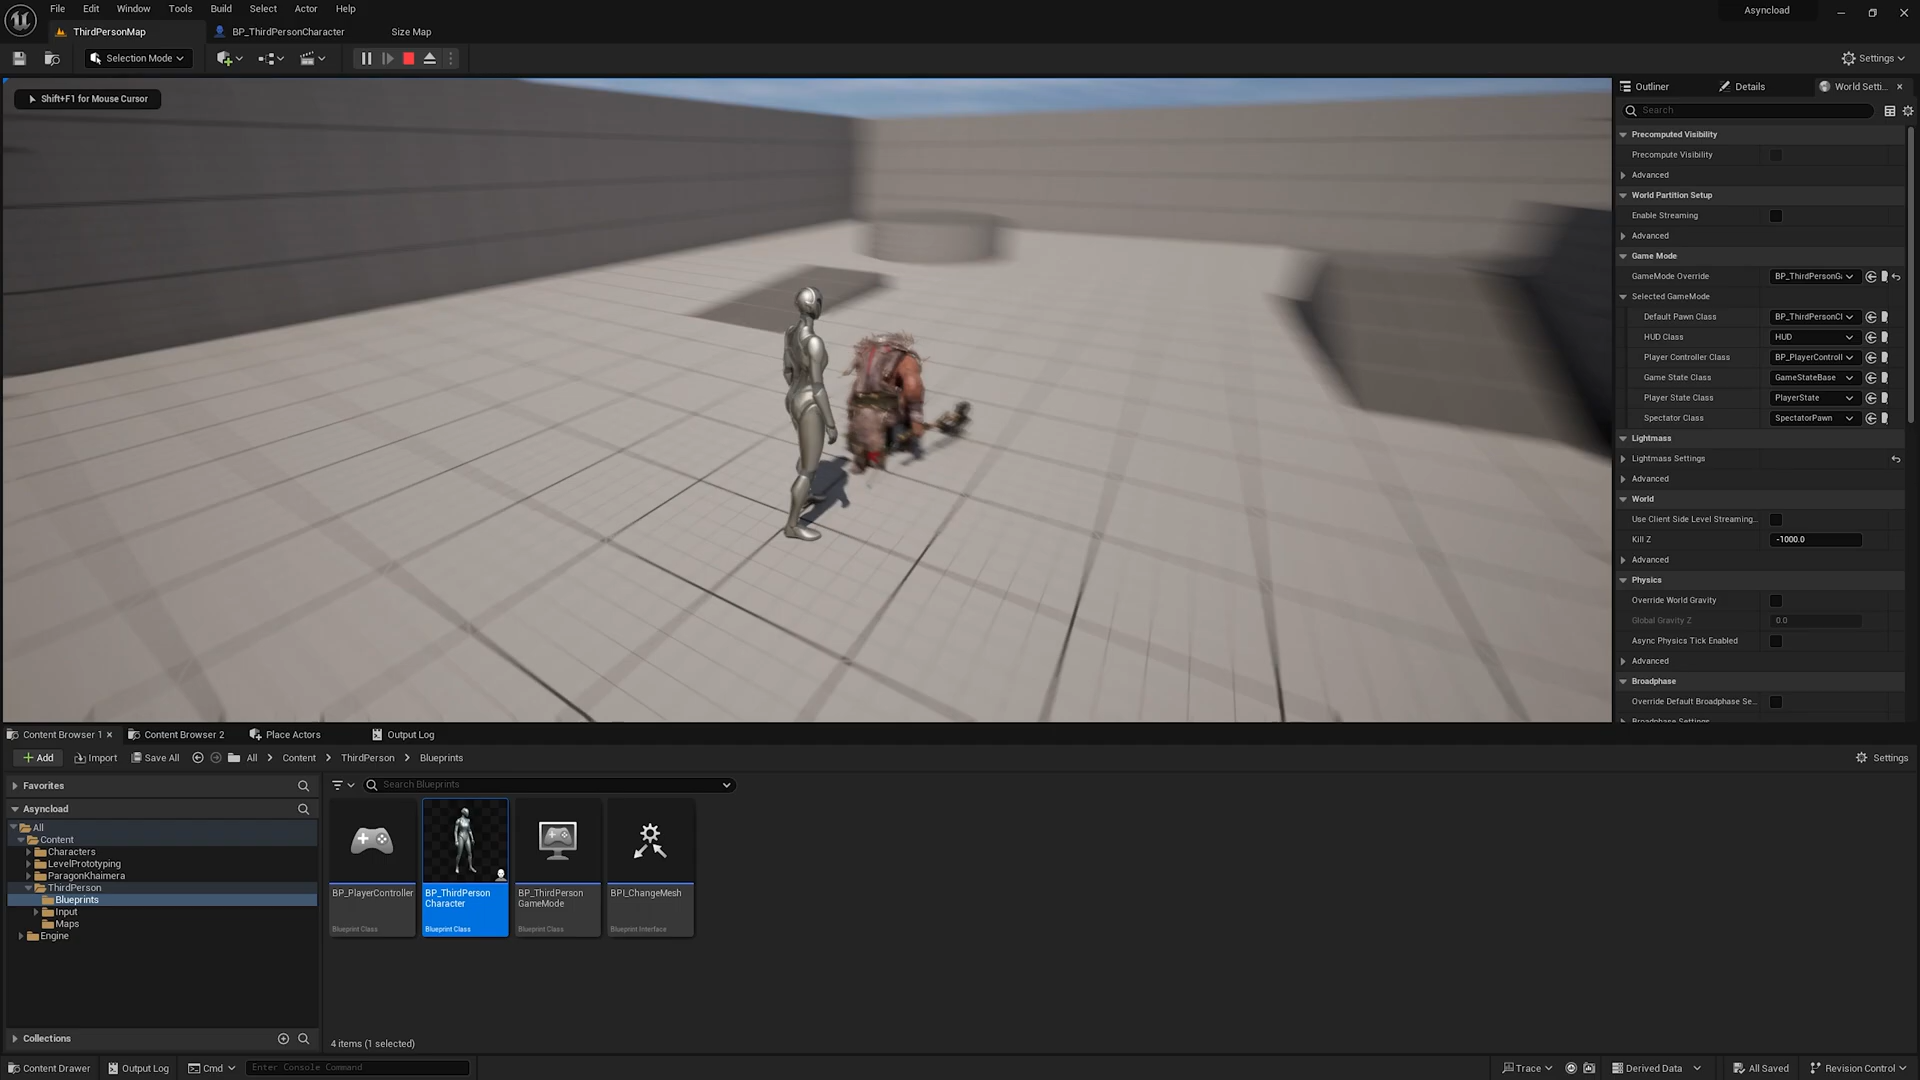 File Edit Window Tools Build Select Actor Help
Asyncload
ThirdPersonMap
BP_ThirdPersonCharacter
Size Map
Selection Mode
Settings
Shift+F1 for Mouse Cursor
Outliner
Details
World Setti...
Search
Precomputed Visibility
Precompute Visibility
Advanced
World Partition Setup
Enable Streaming
Advanced
Game Mode
GameMode Override
BP_ThirdPersonG
Selected GameMode
Default Pawn Class
BP_ThirdPersonCl
HUD Class
HUD
Player Controller Class
BP_PlayerControll
Game State Class
GameStateBase
Player State Class
PlayerState
Spectator Class
SpectatorPawn
Lightmass
Lightmass Settings
Advanced
World
Use Client Side Level Streaming...
Kill Z
-1000.0
Advanced
Physics
Override World Gravity
Global Gravity Z
0.0
Async Physics Tick Enabled
Advanced
Broadphase
Override Default Broadphase Se...
Broadphase Settings
Content Browser 1
Content Browser 2
Place Actors
Output Log
Add
Import
Save All
All > Content > ThirdPerson > Blueprints
Settings
Favorites
Search Blueprints
Asyncload
All
Content
Characters
LevelPrototyping
ParagonKhaimera
ThirdPerson
Blueprints
Input
Maps
Engine
BP_PlayerController
Blueprint Class
BP_ThirdPerson
Character
Blueprint Class
BP_ThirdPerson
GameMode
Blueprint Class
BPI_ChangeMesh
Blueprint Interface
Collections
4 items (1 selected)
Content Drawer
Output Log
Cmd
Enter Console Command
Trace
Derived Data
All Saved
Revision Control